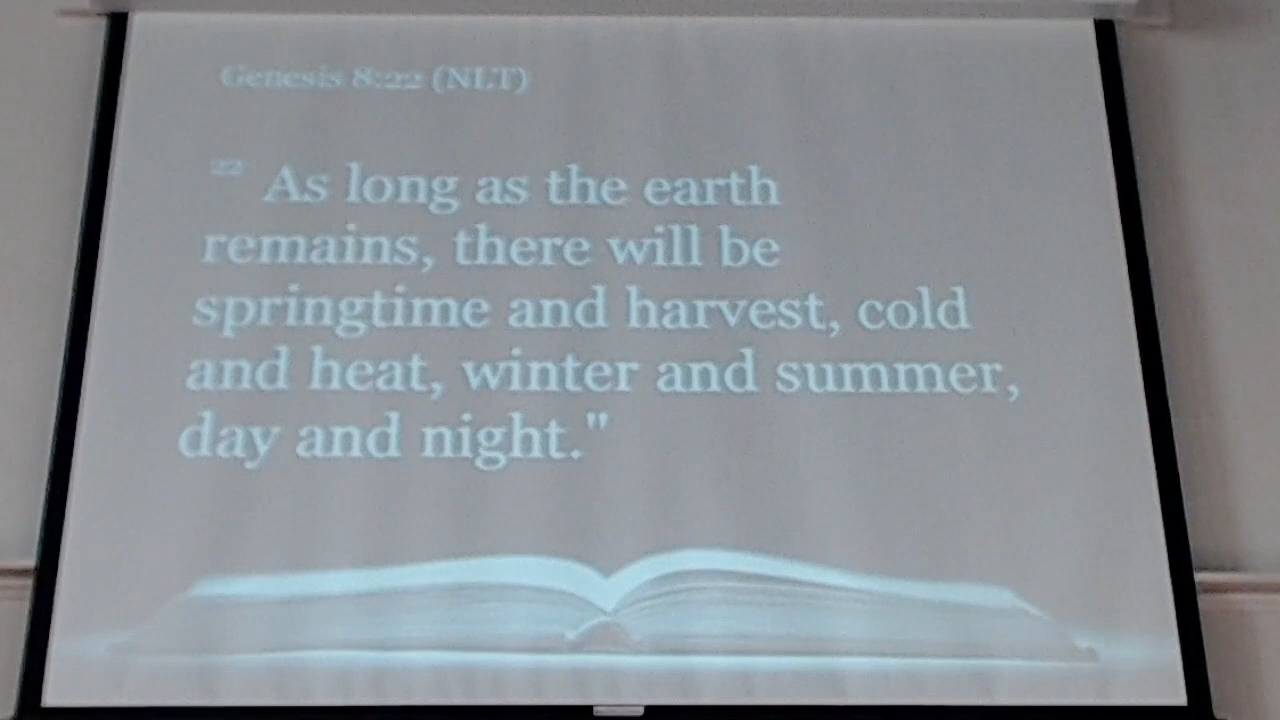 Genesis 8:22 (NLT)
22 As long as the earth
remains, there will be
springtime and harvest, cold
and heat, winter and summer,
day and night."